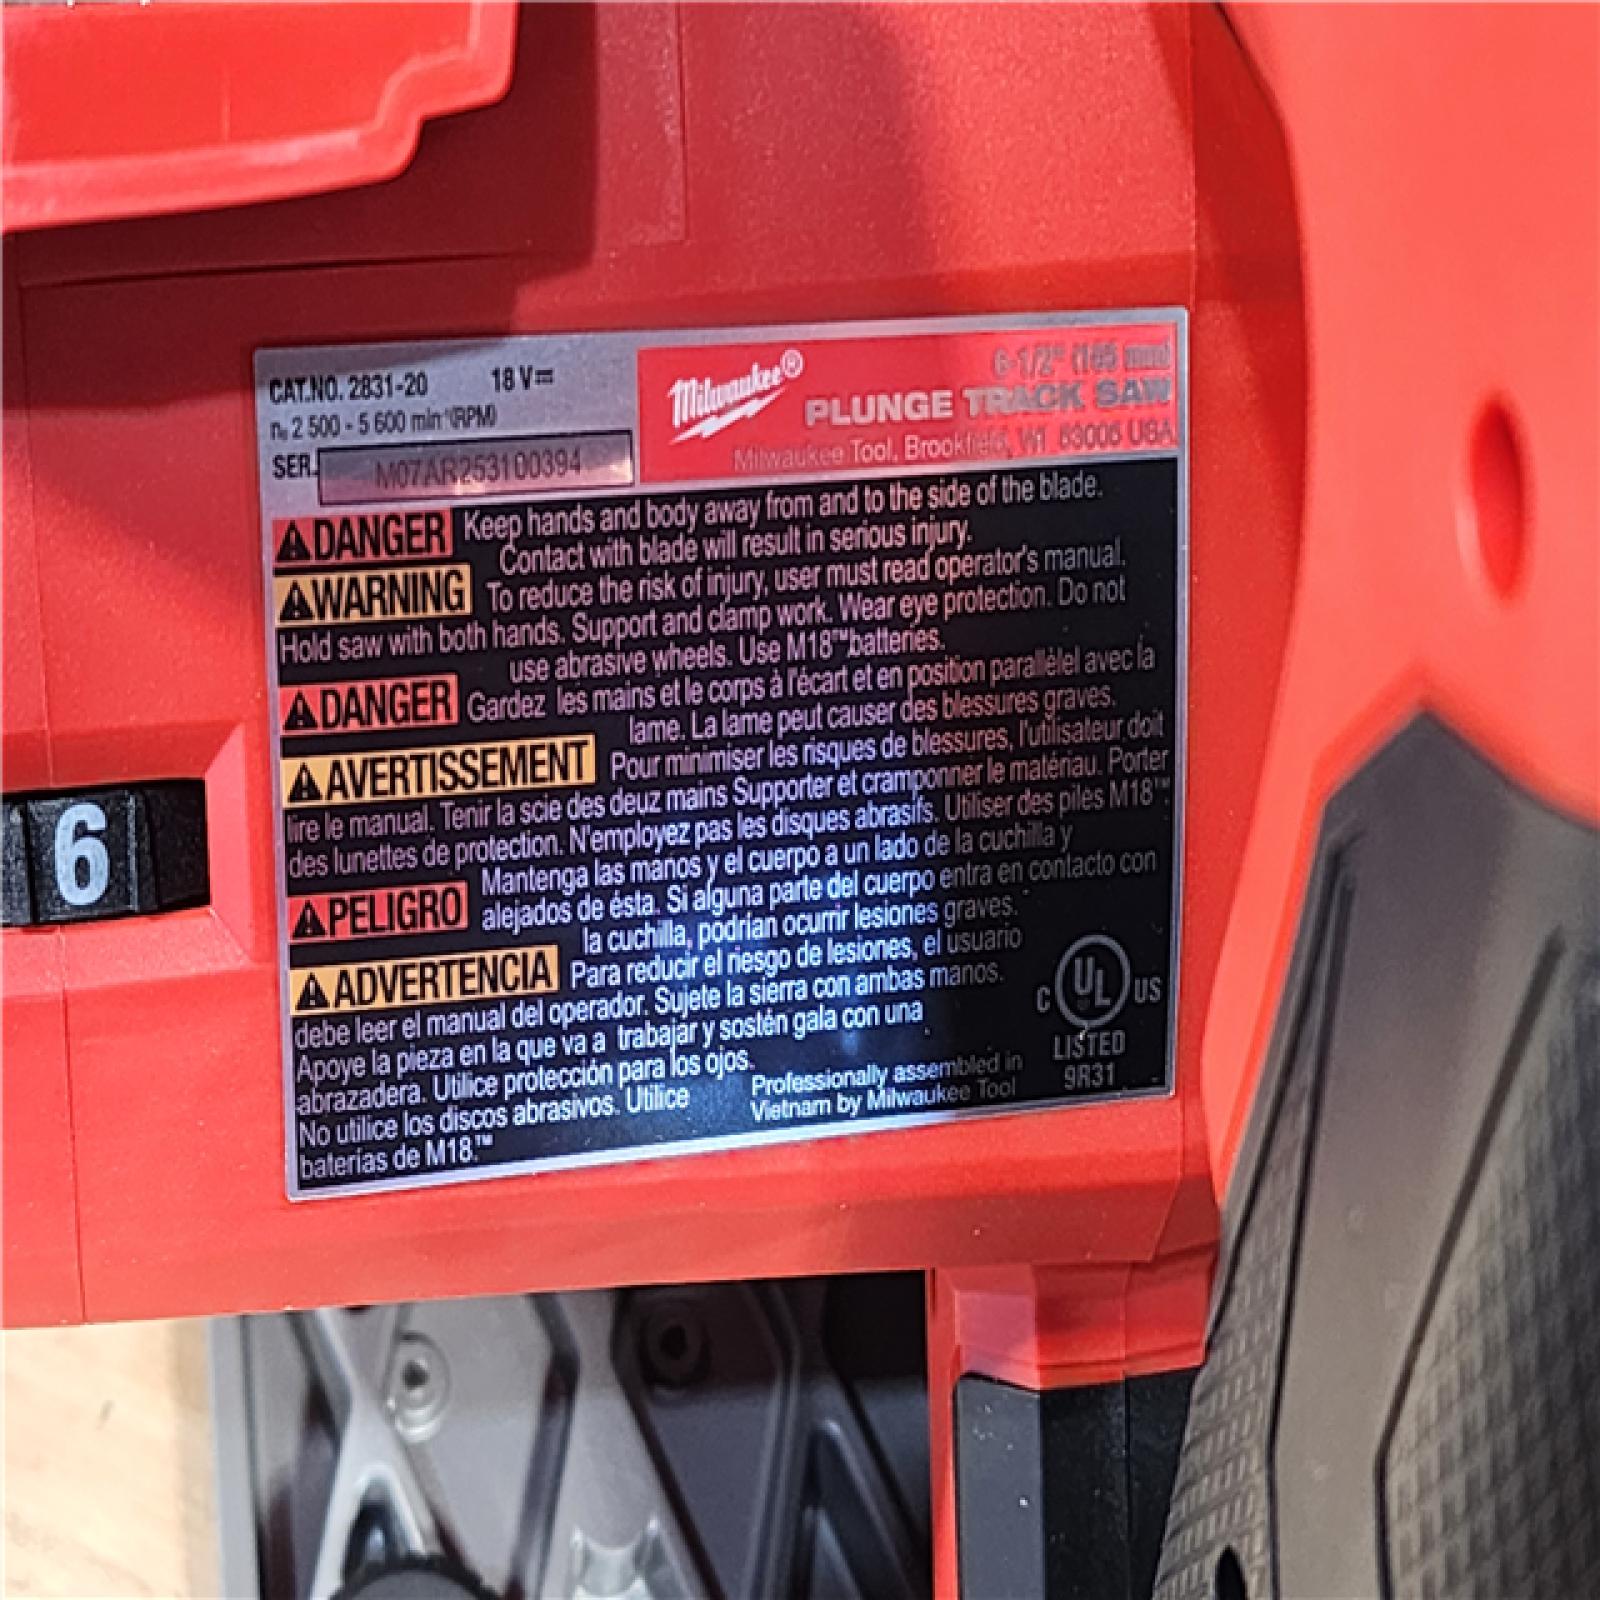 CAT.NO. 2831-20 18 V
n₀ 2 500 - 5 600 min⁻¹(RPM)
SER. M07AR253100394
Milwaukee®
6-1/2" (165 mm)
PLUNGE TRACK SAW
Milwaukee Tool, Brookfield, WI 53005 USA
DANGER Keep hands and body away from and to the side of the blade.
Contact with blade will result in serious injury.
WARNING To reduce the risk of injury, user must read operator's manual.
Hold saw with both hands. Support and clamp work. Wear eye protection. Do not
use abrasive wheels. Use M18™ batteries.
DANGER Gardez les mains et le corps à l'écart et en position parallèlel avec la
lame. La lame peut causer des blessures graves.
AVERTISSEMENT Pour minimiser les risques de blessures, l'utilisateur doit
lire le manual. Tenir la scie des deuz mains Supporter et cramponner le matériau. Porter
des lunettes de protection. N'employez pas les disques abrasifs. Utiliser des piles M18™.
PELIGRO Mantenga las manos y el cuerpo a un lado de la cuchilla y
alejados de ésta. Si alguna parte del cuerpo entra en contacto con
la cuchilla, podrían ocurrir lesiones graves.
ADVERTENCIA Para reducir el riesgo de lesiones, el usuario
debe leer el manual del operador. Sujete la sierra con ambas manos.
Apoye la pieza en la que va a trabajar y sostén gala con una
abrazadera. Utilice protección para los ojos.
No utilice los discos abrasivos. Utilice
baterías de M18.™
Professionally assembled in
Vietnam by Milwaukee Tool
C UL US
LISTED
9R31
6